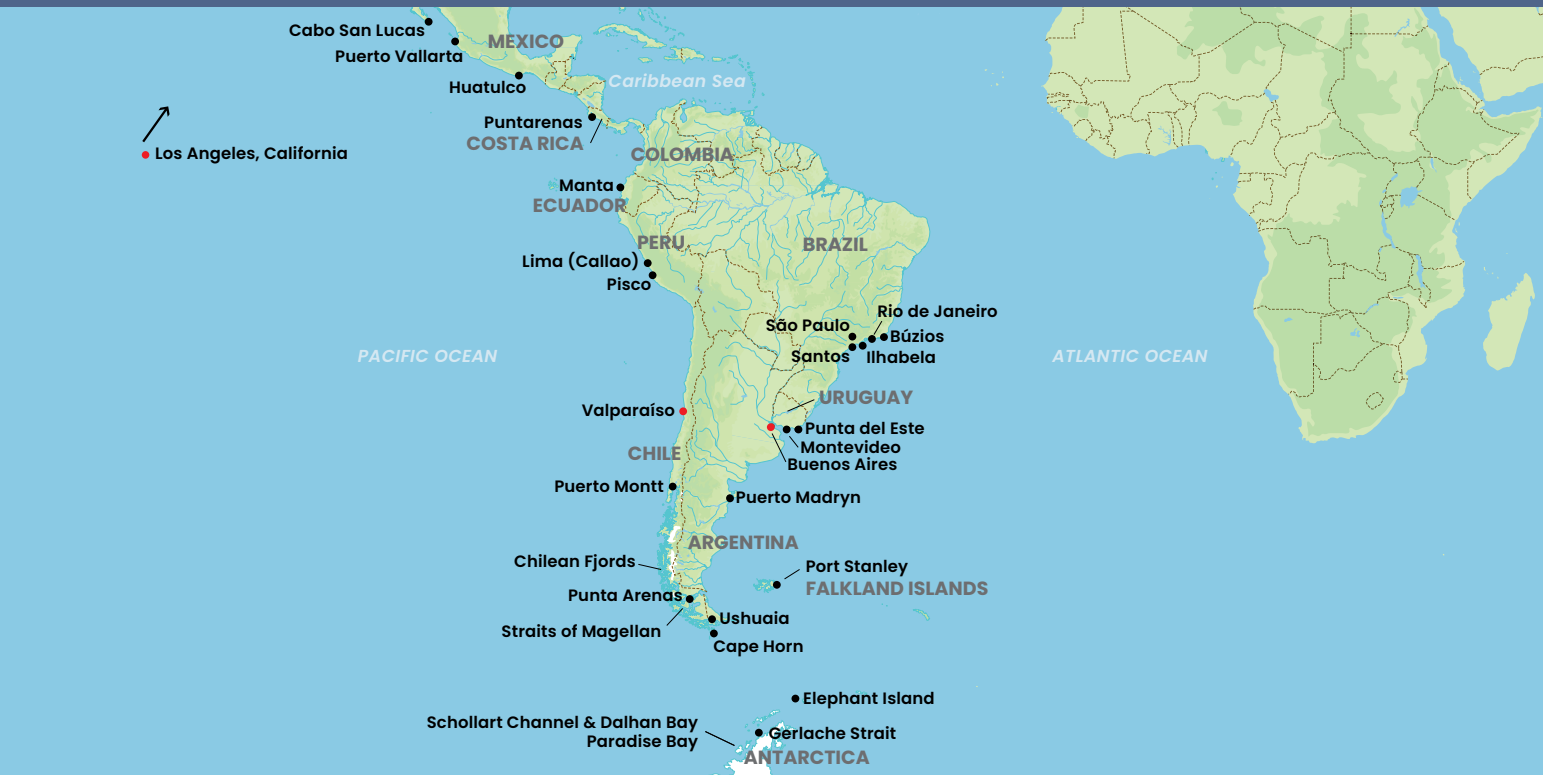 Cabo San Lucas
MEXICO
Puerto Vallarta
Caribbean Sea
Huatulco
Puntarenas
COSTA RICA
Los Angeles, California
COLOMBIA
Manta
ECUADOR
PERU
BRAZIL
Lima (Callao)
Pisco
Rio de Janeiro
São Paulo
Búzios
Santos
Ilhabela
PACIFIC OCEAN
ATLANTIC OCEAN
URUGUAY
Valparaíso
Punta del Este
Montevideo
CHILE
Buenos Aires
Puerto Montt
Puerto Madryn
ARGENTINA
Chilean Fjords
Port Stanley
FALKLAND ISLANDS
Punta Arenas
Ushuaia
Straits of Magellan
Cape Horn
Elephant Island
Schollart Channel & Dalhan Bay
Paradise Bay
Gerlache Strait
ANTARCTICA